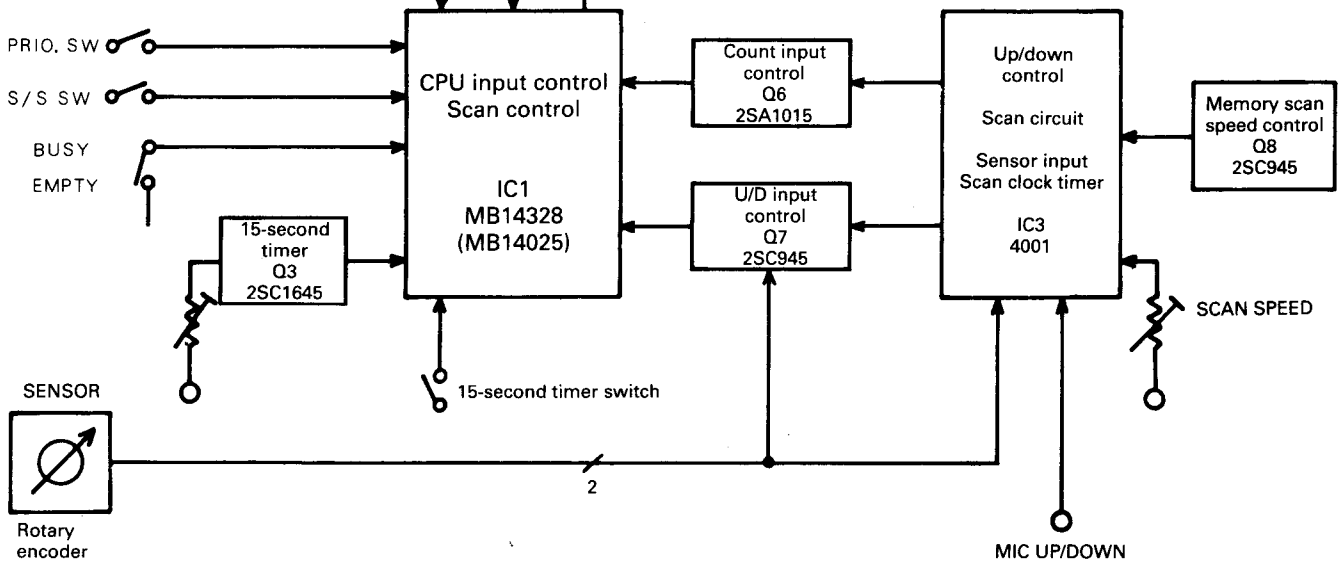 PRIO. SW
S/S SW
BUSY
EMPTY
CPU input control
Scan control
IC1
MB14328
(MB14025)
Count input
control
Q6
2SA1015
U/D input
control
Q7
2SC945
Up/down
control
Scan circuit
Sensor input
Scan clock timer
IC3
4001
Memory scan
speed control
Q8
2SC945
15-second
timer
Q3
2SC1645
SCAN SPEED
15-second timer switch
SENSOR
Rotary
encoder
2
MIC UP/DOWN